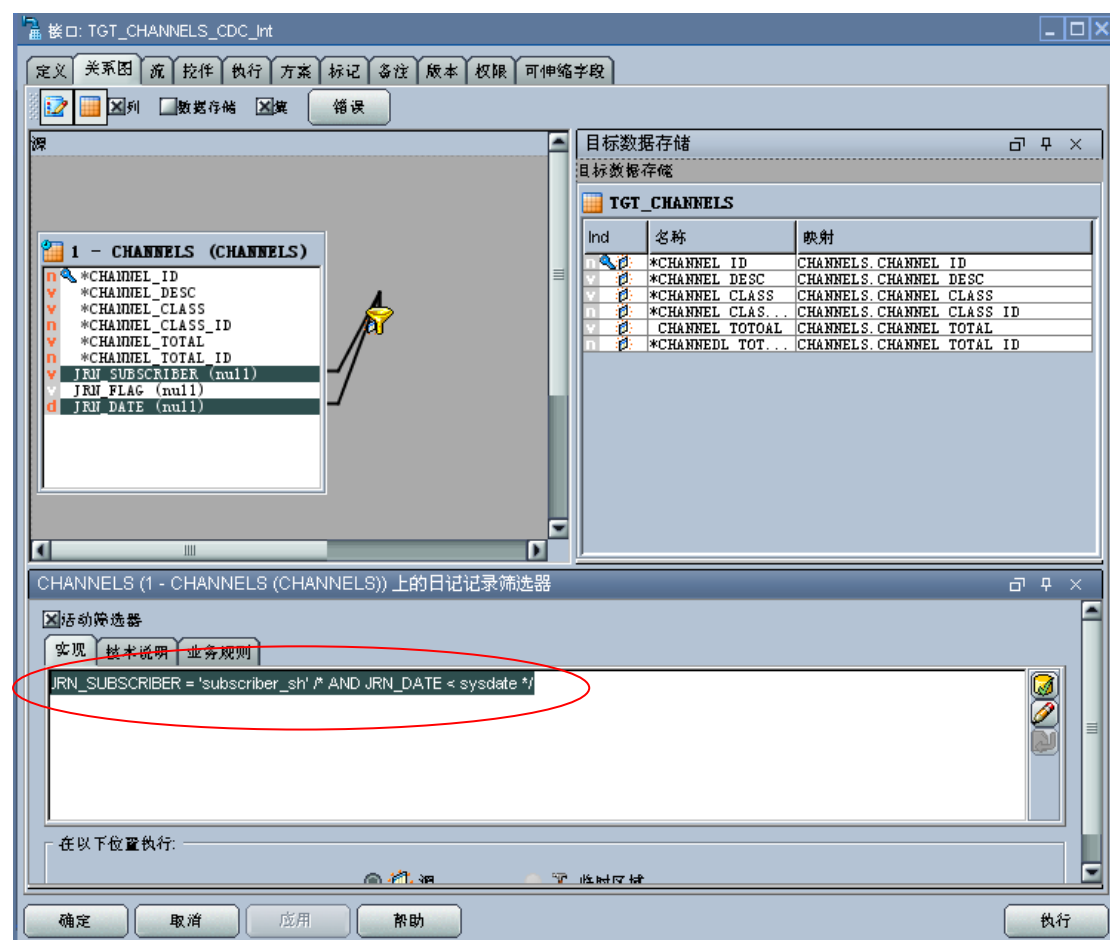 接口: TGT_CHANNELS_CDC_Int
定义 关系图 流 控件 执行 方案 标记 备注 版本 权限 可伸缩字段
列 数据存储 集 错误
源
目标数据存储
目标数据存储
TGT_CHANNELS
Ind 名称 映射
*CHANNEL ID CHANNELS.CHANNEL ID
*CHANNEL DESC CHANNELS.CHANNEL DESC
*CHANNEL CLASS CHANNELS.CHANNEL CLASS
*CHANNEL CLAS... CHANNELS.CHANNEL CLASS ID
CHANNEL TOTOAL CHANNELS.CHANNEL TOTAL
*CHANNEDL TOT... CHANNELS.CHANNEL TOTAL ID
1 - CHANNELS (CHANNELS)
n *CHANNEL_ID
v *CHANNEL_DESC
v *CHANNEL_CLASS
n *CHANNEL_CLASS_ID
v *CHANNEL_TOTAL
n *CHANNEL_TOTAL_ID
v JRN_SUBSCRIBER (null)
v JRN_FLAG (null)
d JRN_DATE (null)
CHANNELS (1 - CHANNELS (CHANNELS)) 上的日记记录筛选器
活动筛选器
实现 技术说明 业务规则
JRN_SUBSCRIBER = 'subscriber_sh' /* AND JRN_DATE < sysdate */
在以下位置执行:
源 临时区域
确定 取消 应用 帮助 执行